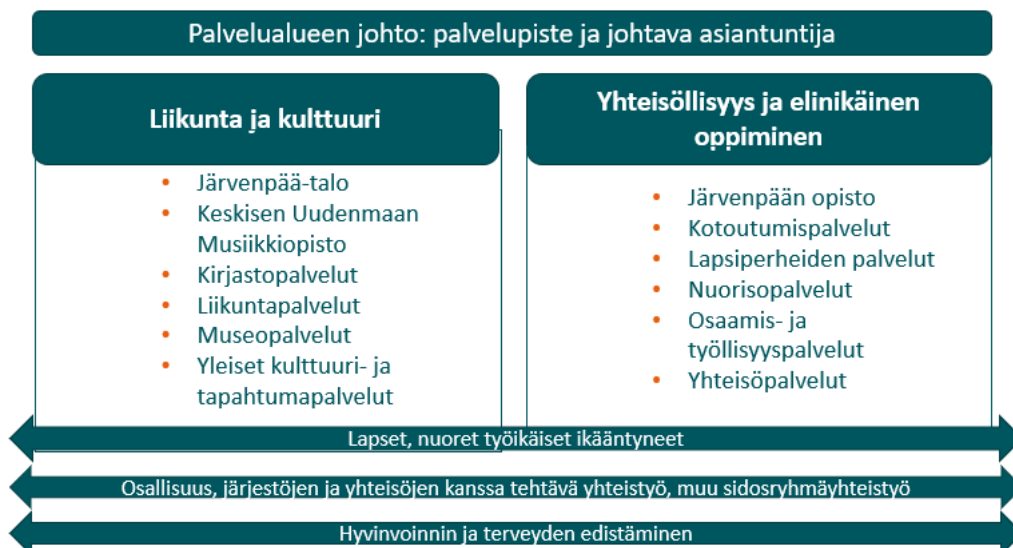 Palvelualueen johto: palvelupiste ja johtava asiantuntija
Liikunta ja kulttuuri
Järvenpää-talo
Keskisen Uudenmaan
Musiikkiopisto
Kirjastopalvelut
Liikuntapalvelut
Museopalvelut
Yleiset kulttuuri- ja
tapahtumapalvelut
Yhteisöllisyys ja elinikäinen
oppiminen
Järvenpään opisto
Kotoutumispalvelut
Lapsiperheiden palvelut
Nuorisopalvelut
Osaamis- ja
työllisyyspalvelut
Yhteisöpalvelut
Lapset, nuoret työikäiset ikääntyneet
Osallisuus, järjestöjen ja yhteisöjen kanssa tehtävä yhteistyö, muu sidosryhmäyhteistyö
Hyvinvoinnin ja terveyden edistäminen